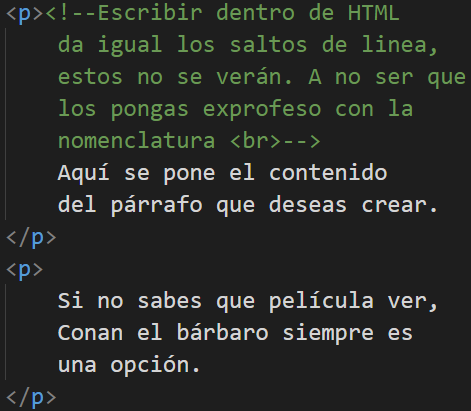 <p><!--Escribir dentro de HTML
da igual los saltos de linea,
estos no se verán. A no ser que
los pongas exprofeso con la
nomenclatura <br>-->
Aquí se pone el contenido
del párrafo que deseas crear.
</p>
<p>
Si no sabes que película ver,
Conan el bárbaro siempre es
una opción.
</p>